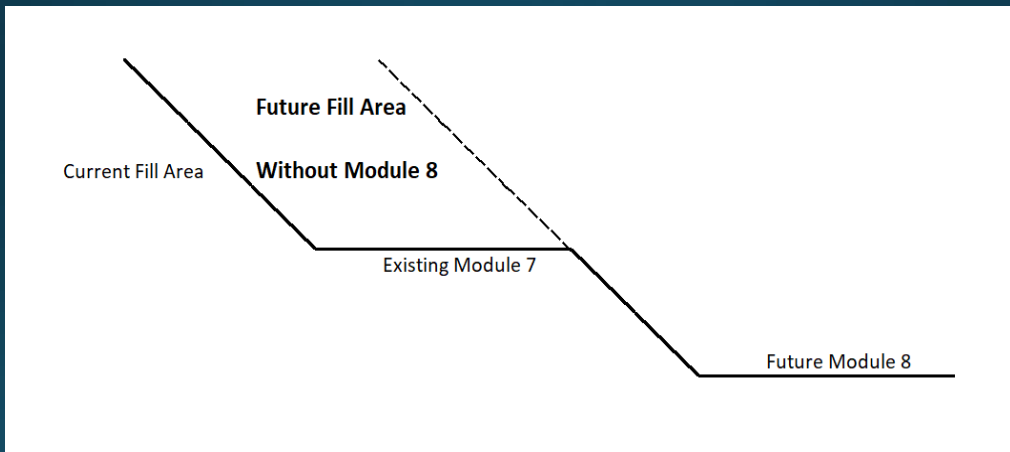 Future Fill Area
Current Fill Area
Without Module 8
Existing Module 7
Future Module 8